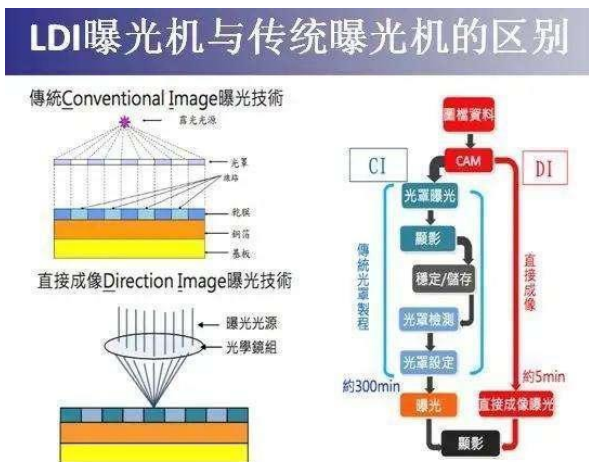 LDI曝光机与传统曝光机的区别
傳統Conventional Image曝光技術
露光光源
光罩
線路
乾膜
銅箔
基板
直接成像Direction Image曝光技術
曝光光源
光學鏡組
圖檔資料
CAM
CI
DI
光罩曝光
顯影
穩定/儲存
光罩檢測
光罩設定
傳統光罩製程
直接成像
約300min
約5min
曝光
直接成像曝光
顯影